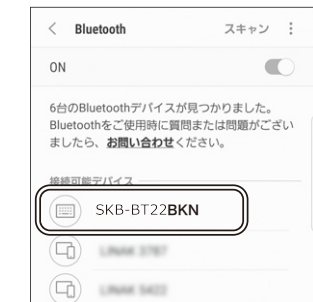 < Bluetooth スキャン
ON
6台のBluetoothデバイスが見つかりました。
Bluetoothをご使用時に質問または問題がござい
ましたら、お問い合わせください。
接続可能デバイス
SKB-BT22BKN